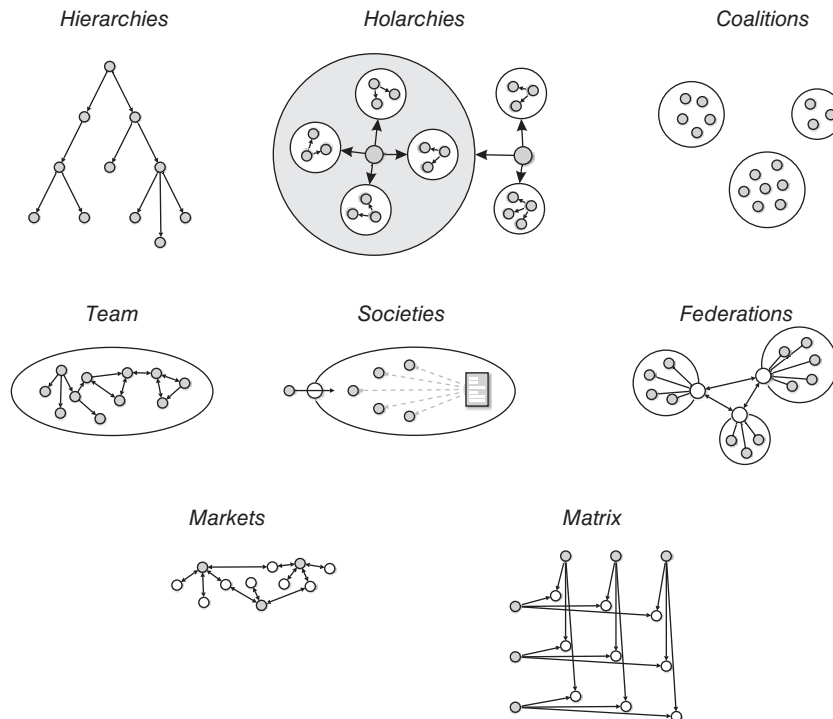 Hierarchies
Holarchies
Coalitions
Team
Societies
Federations
Markets
Matrix